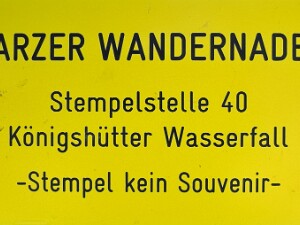 ARZER WANDERNADE
Stempelstelle 40
Königshütter Wasserfall
-Stempel kein Souvenir-